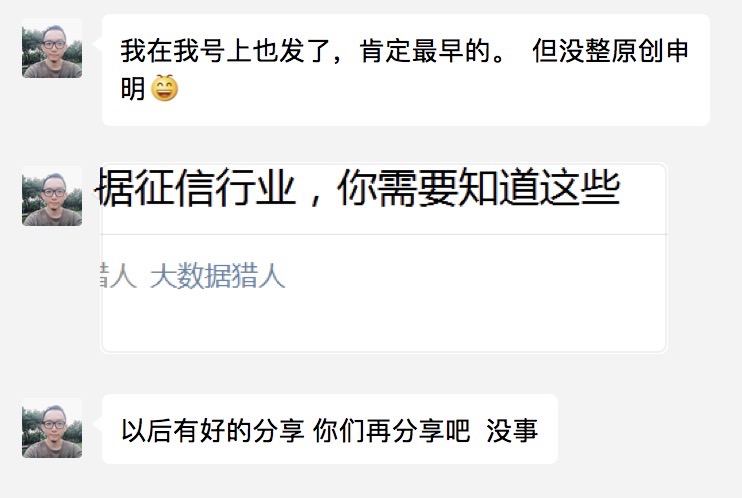 我在我号上也发了，肯定最早的。 但没整原创申
明😄
据征信行业，你需要知道这些
猎人 大数据猎人
以后有好的分享 你们再分享吧 没事